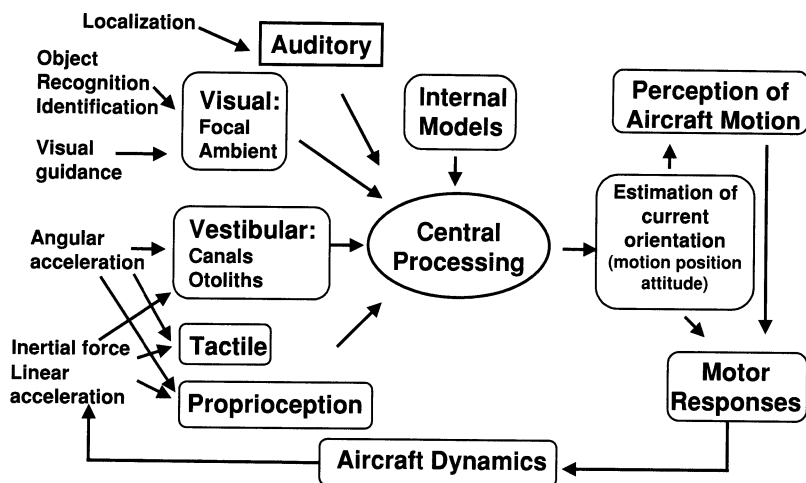 Localization
Auditory
Object
Recognition
Identification
Visual:
Focal
Ambient
Visual
guidance
Internal
Models
Perception of
Aircraft Motion
Angular
acceleration
Vestibular:
Canals
Otoliths
Central
Processing
Estimation of
current
orientation
(motion position
attitude)
Inertial force
Linear
acceleration
Tactile
Proprioception
Motor
Responses
Aircraft Dynamics